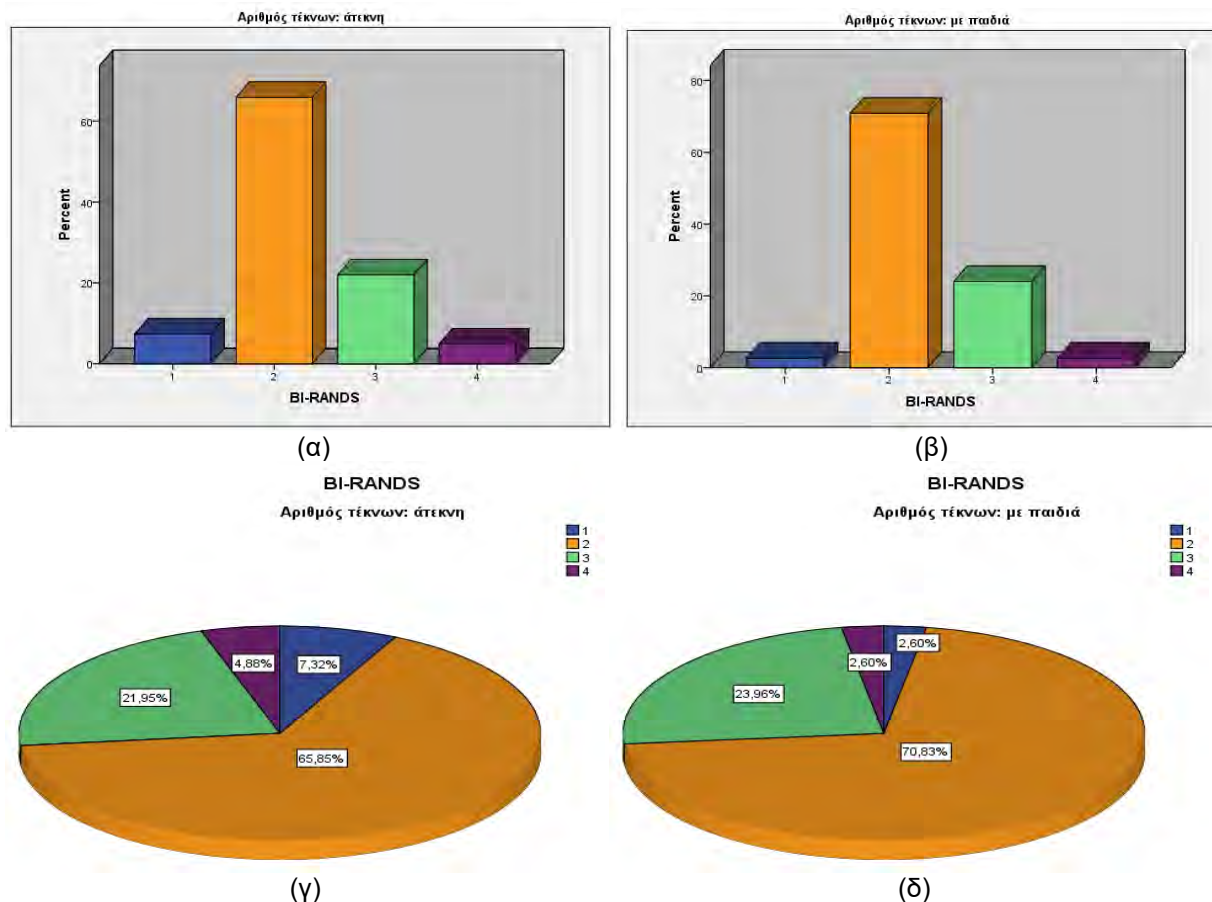 Αριθμός τέκνων: άτεκνη
Percent
60
40
20
0
1 2 3 4
BI-RANDS
(α)
Αριθμός τέκνων: με παιδιά
Percent
80
60
40
20
0
1 2 3 4
BI-RANDS
(β)
BI-RANDS
Αριθμός τέκνων: άτεκνη
1
2
3
4
4,88%
7,32%
21,95%
65,85%
(γ)
BI-RANDS
Αριθμός τέκνων: με παιδιά
1
2
3
4
2,60%
2,60%
23,96%
70,83%
(δ)